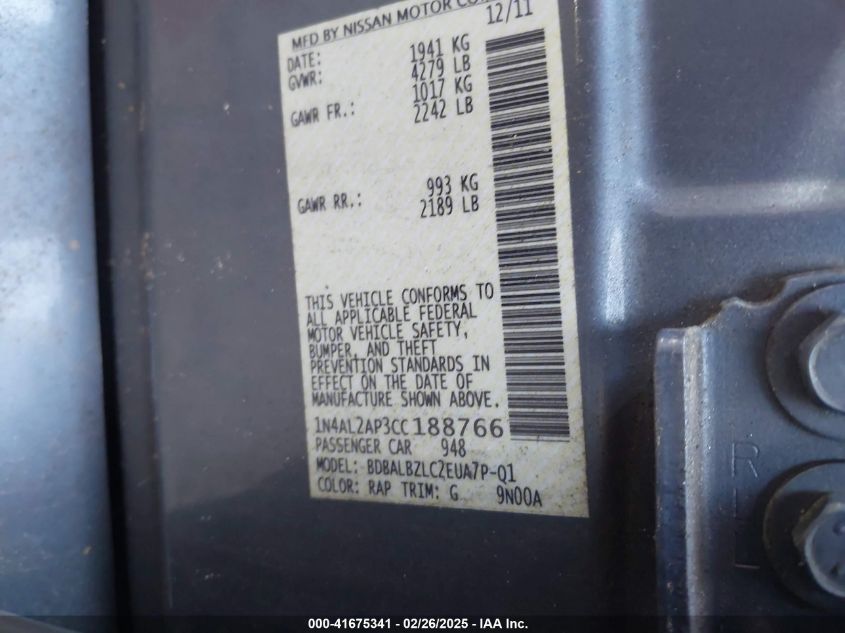 MFD BY NISSAN MOTOR CO
DATE: 12/11
GVWR: 1941 KG
4279 LB
GAWR FR.: 1017 KG
2242 LB
GAWR RR.: 993 KG
2189 LB
THIS VEHICLE CONFORMS TO
ALL APPLICABLE FEDERAL
MOTOR VEHICLE SAFETY,
BUMPER, AND THEFT
PREVENTION STANDARDS IN
EFFECT ON THE DATE OF
MANUFACTURE SHOWN ABOVE.
1N4AL2AP3CC188766
PASSENGER CAR 948
MODEL: BDBALBZLC2EUA7P-Q1
COLOR: RAP TRIM: G 9N00A
000-41675341 - 02/26/2025 - IAA Inc.